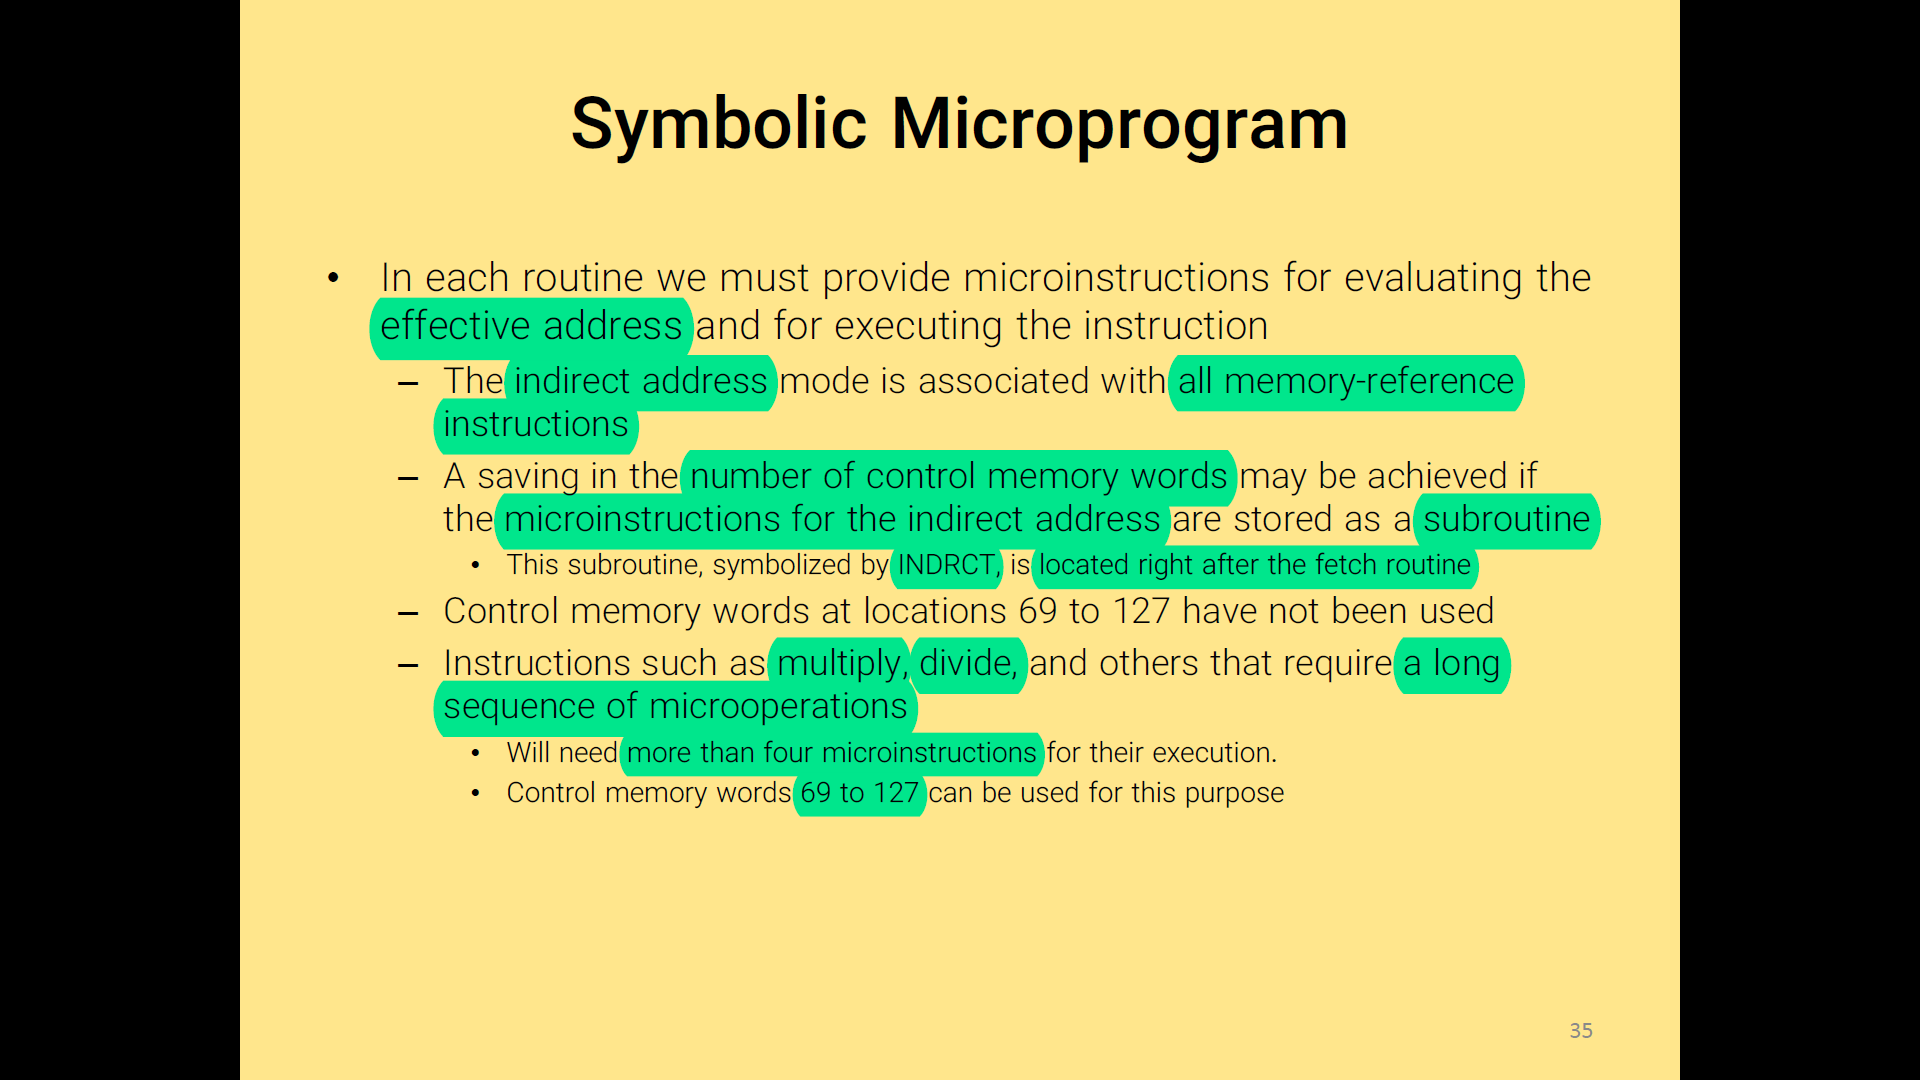 Symbolic Microprogram
• In each routine we must provide microinstructions for evaluating the
effective address and for executing the instruction
– The indirect address mode is associated with all memory-reference
instructions
– A saving in the number of control memory words may be achieved if
the microinstructions for the indirect address are stored as a subroutine
• This subroutine, symbolized by INDRCT, is located right after the fetch routine
– Control memory words at locations 69 to 127 have not been used
– Instructions such as multiply, divide, and others that require a long
sequence of microoperations
• Will need more than four microinstructions for their execution.
• Control memory words 69 to 127 can be used for this purpose
35